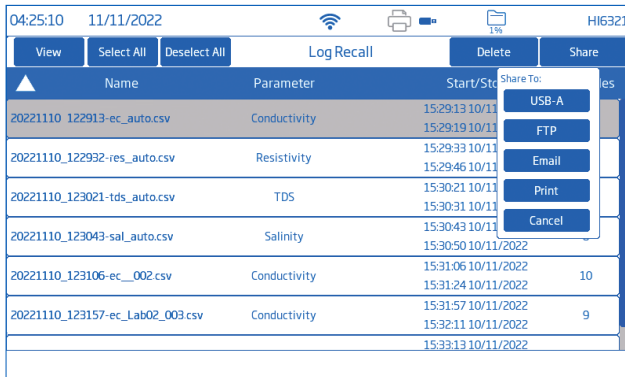 04:25:10 11/11/2022 1% HI6321
View Select All Deselect All Log Recall Delete Share
Name Parameter Start/Sto les
Share To:
USB-A
FTP
Email
Print
Cancel
20221110_122913-ec_auto.csv Conductivity 15:29:13 10/11
15:29:19 10/11
20221110_122932-res_auto.csv Resistivity 15:29:33 10/11
15:29:46 10/11
20221110_123021-tds_auto.csv TDS 15:30:21 10/11
15:30:31 10/11
20221110_123043-sal_auto.csv Salinity 15:30:43 10/11
15:30:50 10/11/2022
20221110_123106-ec__002.csv Conductivity 15:31:06 10/11/2022 10
15:31:24 10/11/2022
20221110_123157-ec_Lab02_003.csv Conductivity 15:31:57 10/11/2022 9
15:32:11 10/11/2022
15:33:13 10/11/2022